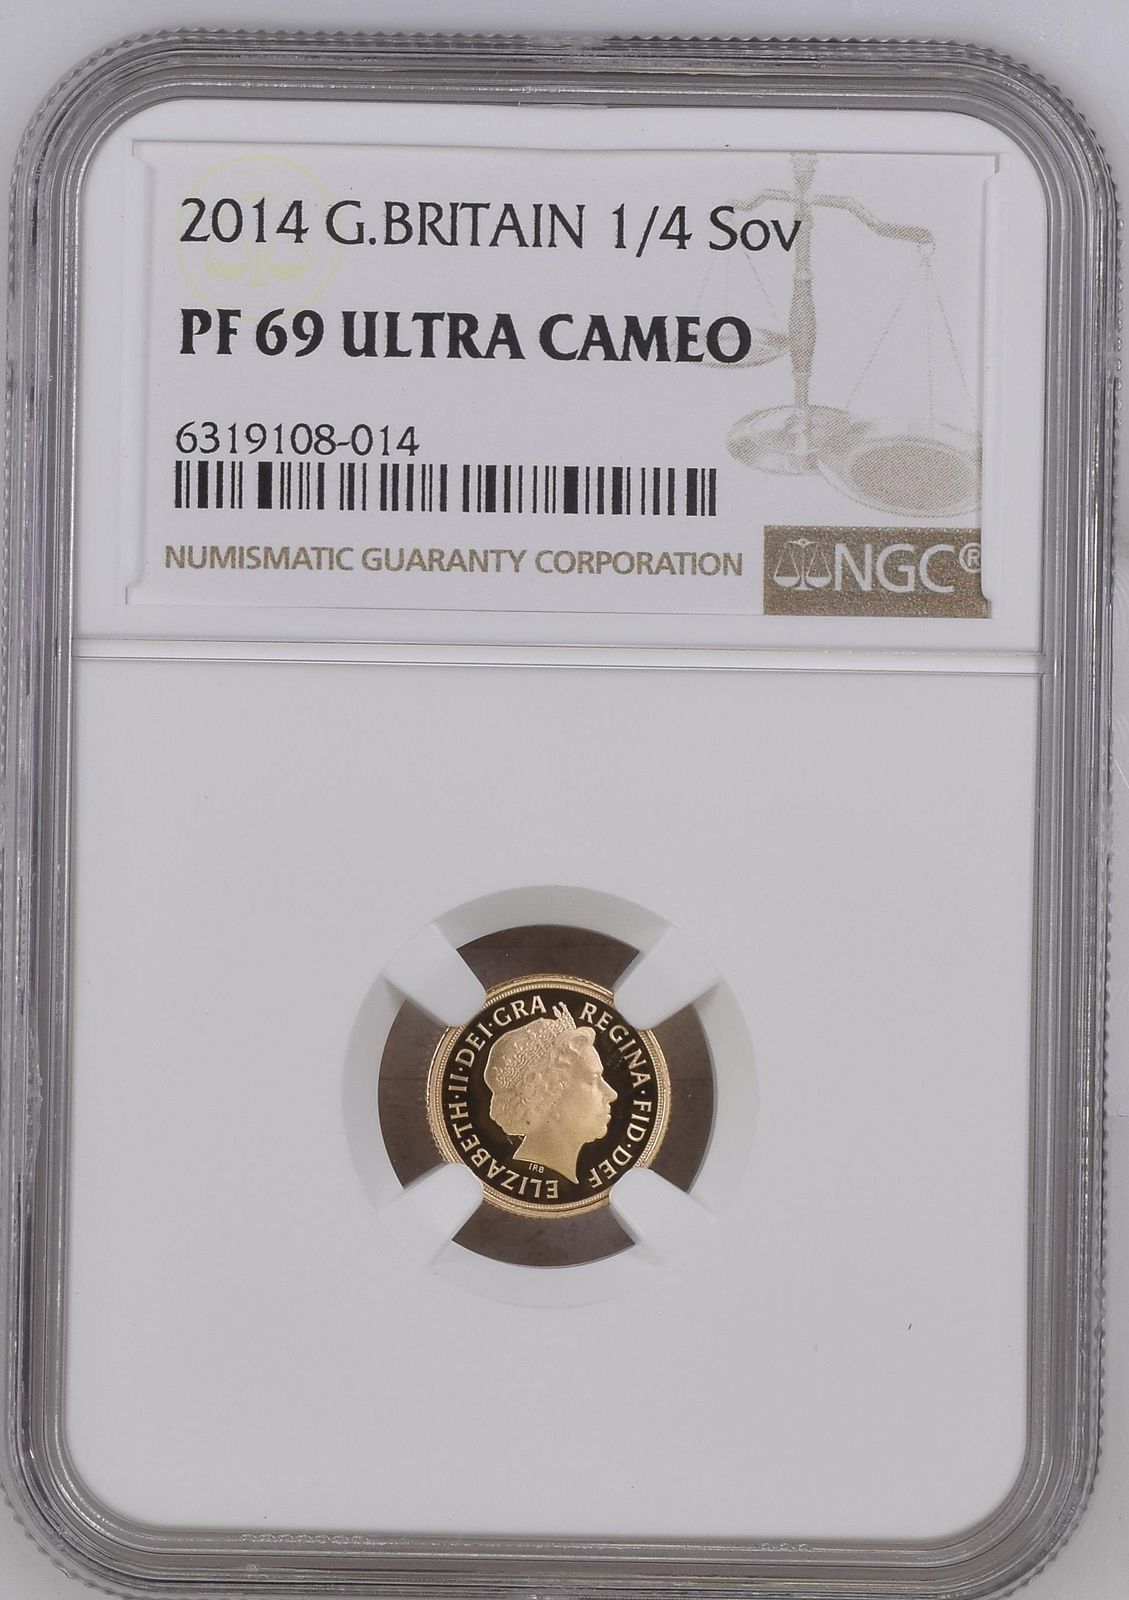 2014 G.BRITAIN 1/4 Sov
PF 69 ULTRA CAMEO
6319108-014
NUMISMATIC GUARANTY CORPORATION
NGC®
ELIZABETH·II·DEI·GRA REGINA·FID·DEF
IRB